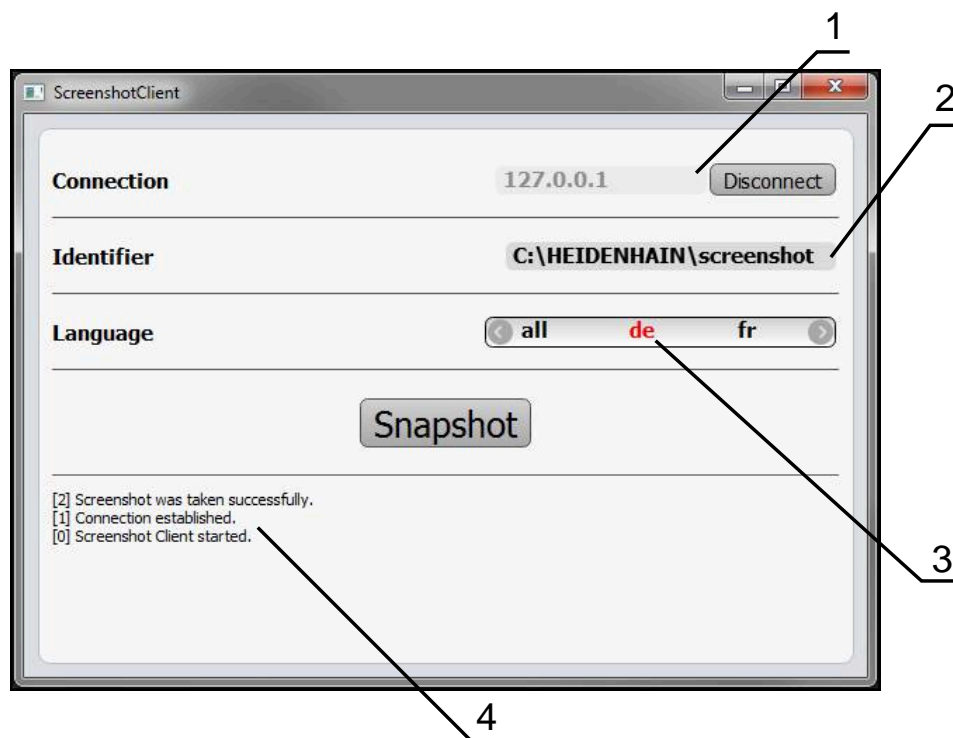 1
ScreenshotClient
2
Connection 127.0.0.1 Disconnect
Identifier C:\HEIDENHAIN\screenshot
Language all de fr
Snapshot
[2] Screenshot was taken successfully.
[1] Connection established.
[0] Screenshot Client started.
3
4